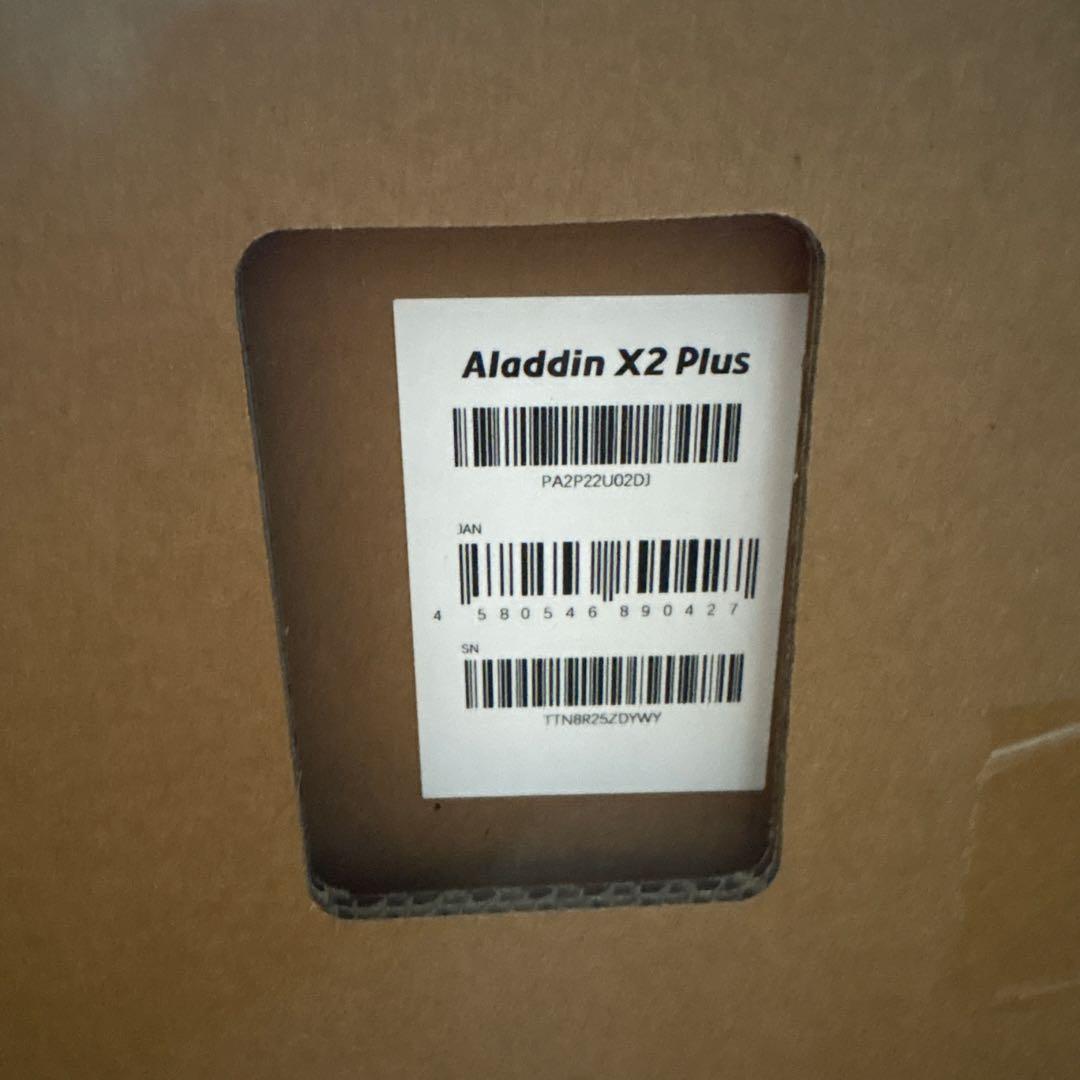 Aladdin X2 Plus
PA2P22U02DJ
JAN
4 580546 890427
SN
TTN8R25ZDYWY